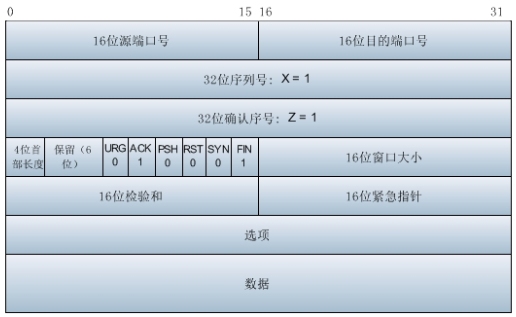 0 15 16 31
16位源端口号 16位目的端口号
32位序列号: X = 1
32位确认序号: Z = 1
4位首部长度 保留（6位） URG 0 ACK 1 PSH 0 RST 0 SYN 0 FIN 1 16位窗口大小
16位检验和 16位紧急指针
选项
数据